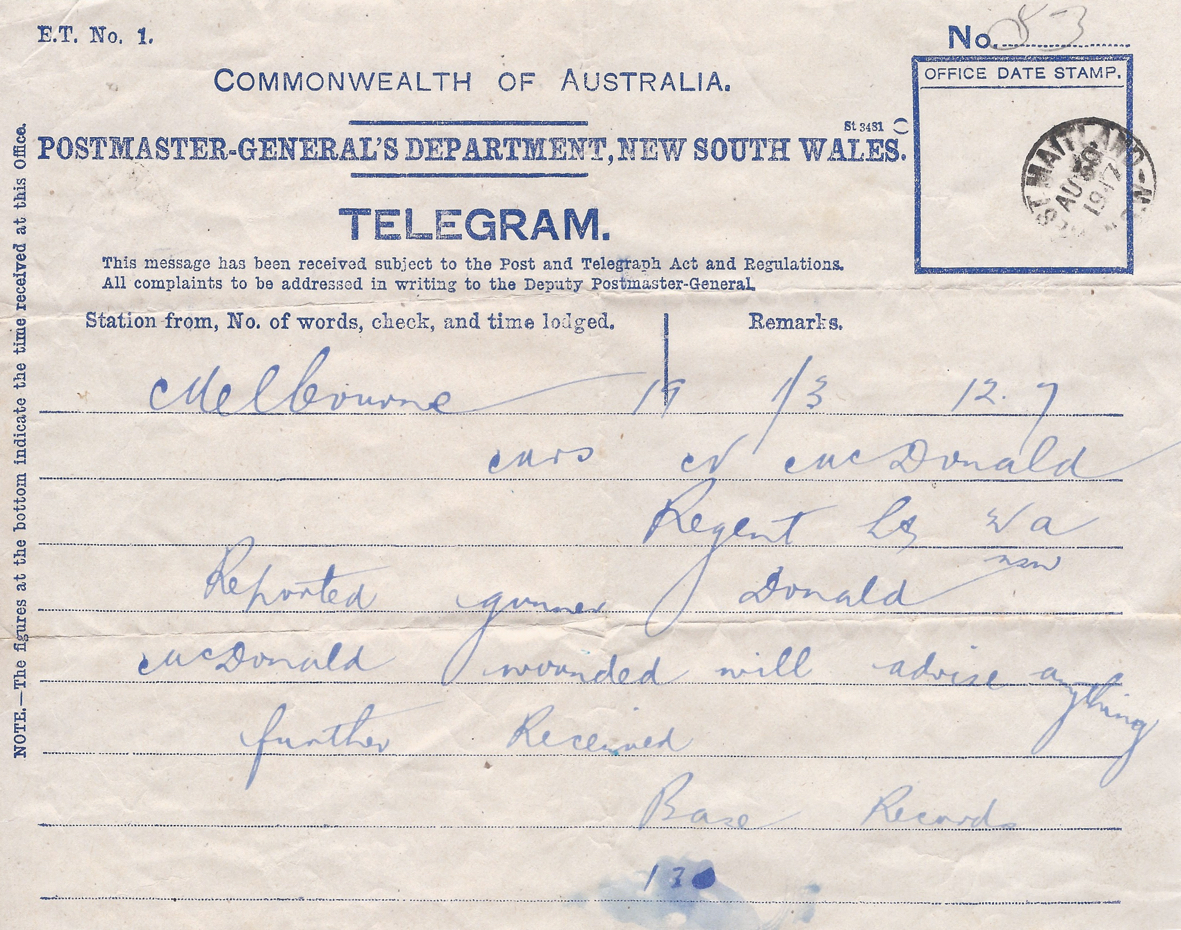 E.T. No. 1.
No. 83
COMMONWEALTH OF AUSTRALIA.
OFFICE DATE STAMP.
St 3481
POSTMASTER-GENERAL'S DEPARTMENT, NEW SOUTH WALES.
WEST MAITLAND N.S.W
AU 30
1917
TELEGRAM.
This message has been received subject to the Post and Telegraph Act and Regulations.
All complaints to be addressed in writing to the Deputy Postmaster-General.
Station from, No. of words, check, and time lodged.
Remarks.
Melbourne 19 1/3 12.7
Mrs McDonald
Regent St Wa
nsw
Reported gunner Donald
McDonald wounded will advise anything
further Received
Base Records
NOTE.—The figures at the bottom indicate the time received at this Office.